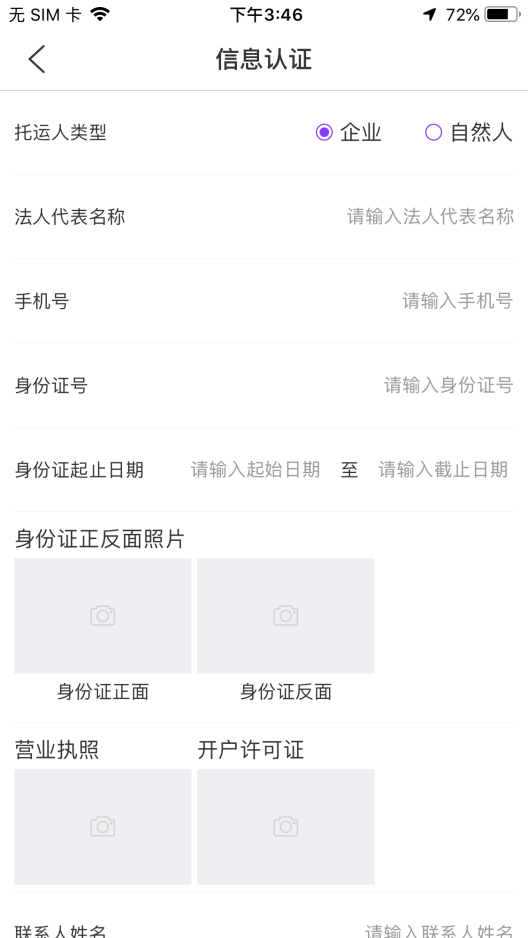 无 SIM 卡 下午3:46 72%
信息认证
托运人类型 企业 自然人
法人代表名称 请输入法人代表名称
手机号 请输入手机号
身份证号 请输入身份证号
身份证起止日期 请输入起始日期 至 请输入截止日期
身份证正反面照片
身份证正面 身份证反面
营业执照 开户许可证
联系人姓名 请输入联系人姓名